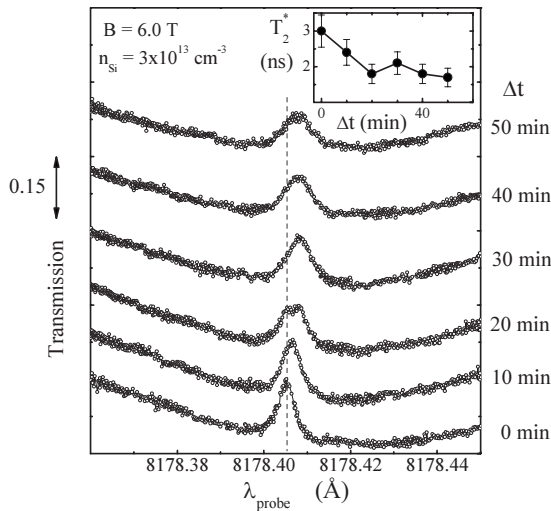 B = 6.0 T
n_Si = 3x10^13 cm^-3
T_2^*
(ns)
3
2
1
0
40
Δt (min)
Δt
50 min
40 min
30 min
20 min
10 min
0 min
0.15
Transmission
8178.38
8178.40
8178.42
8178.44
λ_probe (Å)